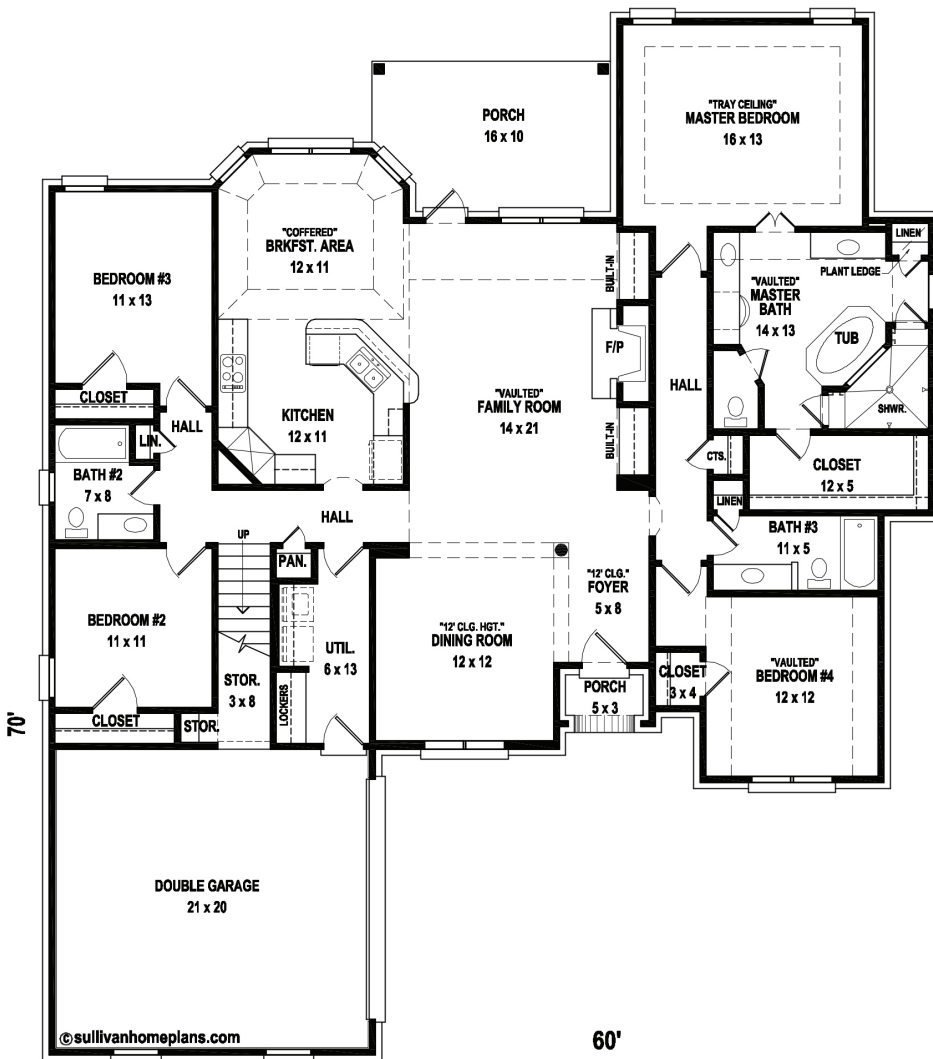 "TRAY CEILING"
MASTER BEDROOM
16 x 13
PORCH
16 x 10
"COFFERED"
BRKFST. AREA
12 x 11
BEDROOM #3
11 x 13
BUILT-IN
LINEN
PLANT LEDGE
"VAULTED"
MASTER
BATH
14 x 13
TUB
F/P
HALL
"VAULTED"
FAMILY ROOM
14 x 21
CLOSET
HALL
KITCHEN
12 x 11
SHWR.
LIN.
BUILT-IN
CTS.
CLOSET
12 x 5
BATH #2
7 x 8
LINEN
HALL
UP
BATH #3
11 x 5
PAN.
"12' CLG."
FOYER
5 x 8
BEDROOM #2
11 x 11
"12' CLG. HGT."
DINING ROOM
12 x 12
UTIL.
6 x 13
STOR.
3 x 8
CLOSET
3 x 4
"VAULTED"
BEDROOM #4
12 x 12
PORCH
5 x 3
LOCKERS
CLOSET
STOR.
70'
DOUBLE GARAGE
21 x 20
©sullivanhomeplans.com
60'